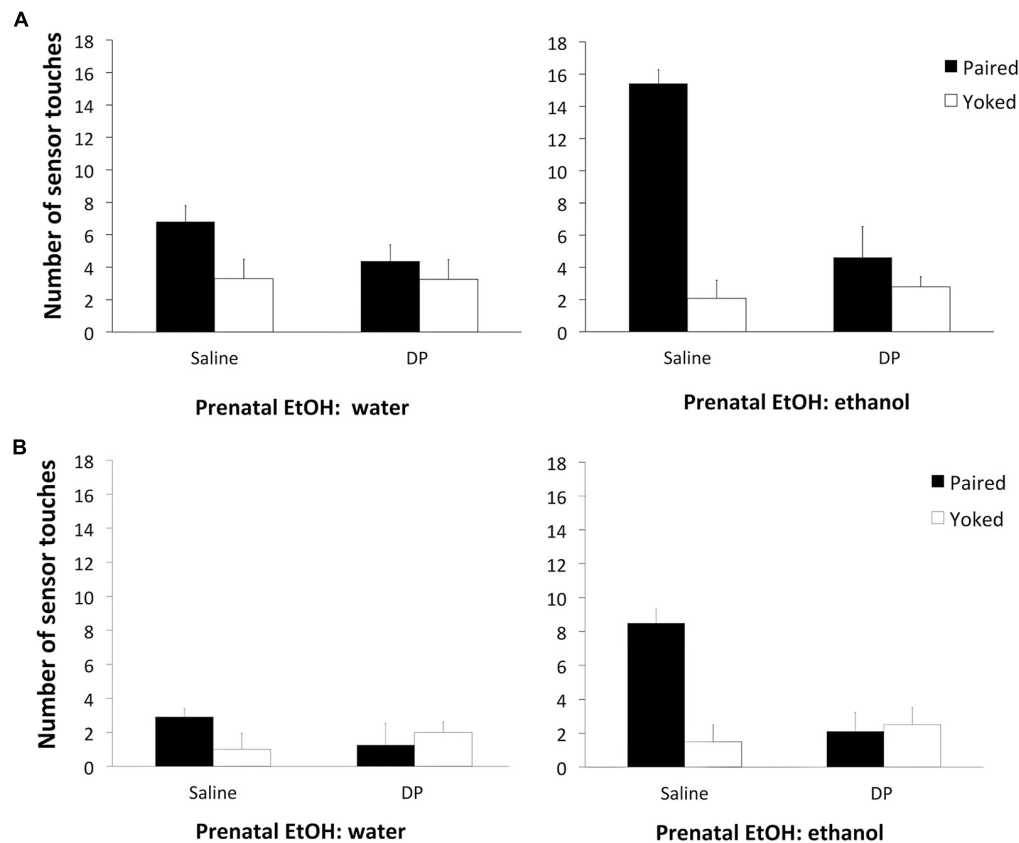 A
Number of sensor touches
18
16
14
12
10
8
6
4
2
0
Saline
DP
Prenatal EtOH: water
18
16
14
12
10
8
6
4
2
0
Saline
DP
Prenatal EtOH: ethanol
Paired
Yoked
B
Number of sensor touches
18
16
14
12
10
8
6
4
2
0
Saline
DP
Prenatal EtOH: water
18
16
14
12
10
8
6
4
2
0
Saline
DP
Prenatal EtOH: ethanol
Paired
Yoked